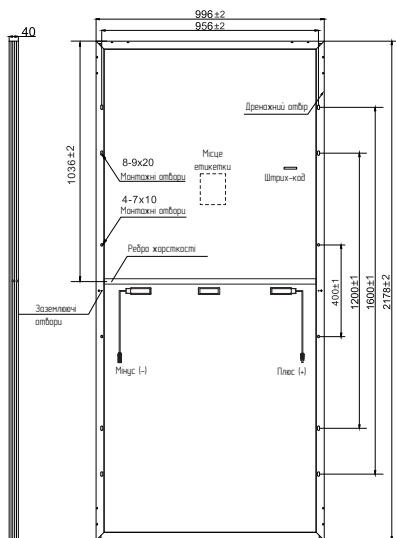 996±2
956±2
40
Дренажний отвір
1036±2
8-9x20
Монтажні отвори
Місце
етикетки
Штрих-код
4-7x10
Монтажні отвори
Ребро жорсткості
400±1
1200±1
1600±1
2178±2
Заземлюючі
отвори
Мінус (-)
Плюс (+)